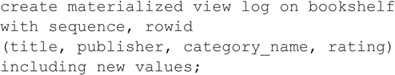 create materialized view log on bookshelf
with sequence, rowid
(title, publisher, category_name, rating)
including new values;